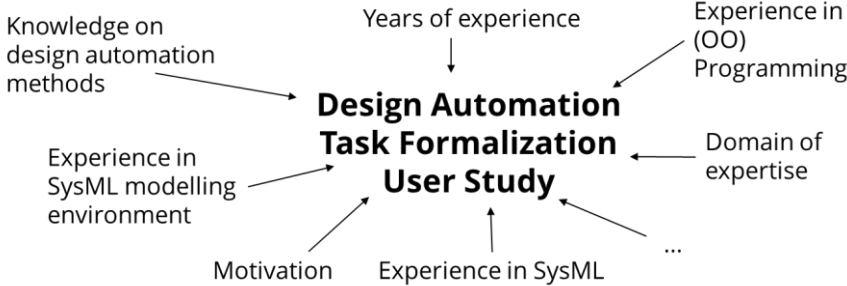 Knowledge on
design automation
methods
Years of experience
Experience in
(OO)
Programming
Design Automation
Task Formalization
User Study
Experience in
SysML modelling
environment
Domain of
expertise
Motivation
Experience in SysML
...